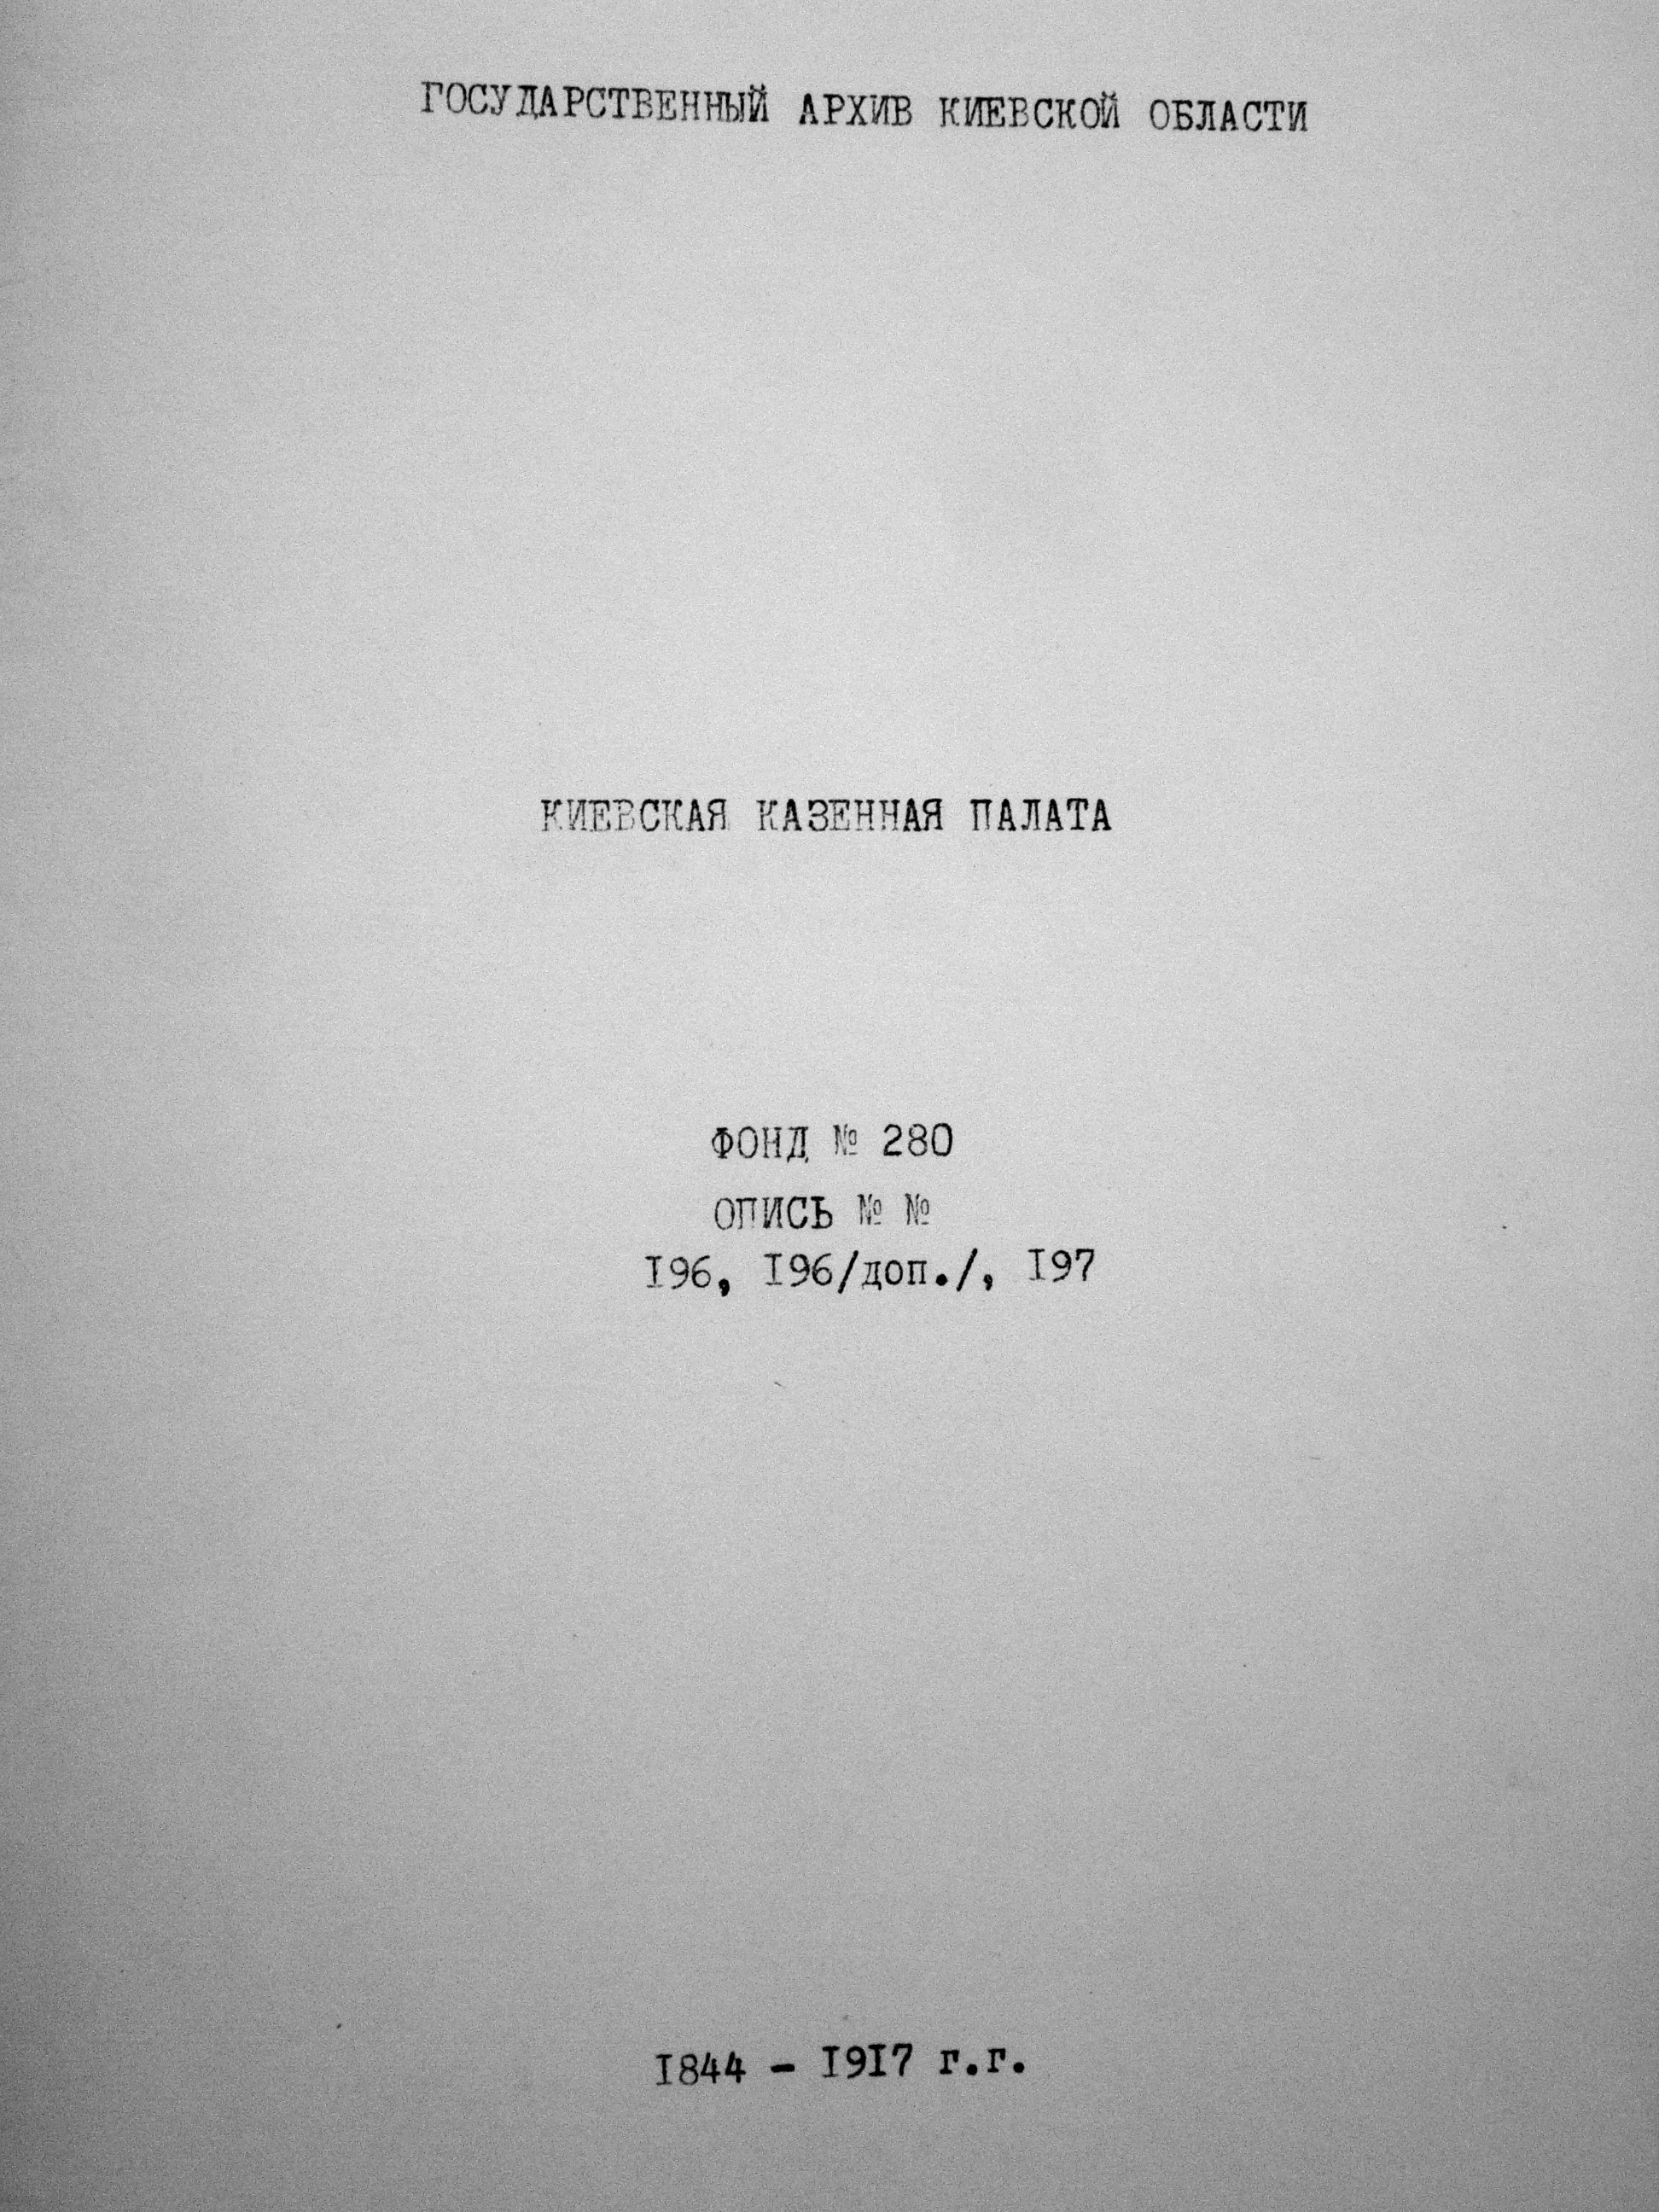 ГОСУДАРСТВЕННЫЙ АРХИВ КИЕВСКОЙ ОБЛАСТИ
КИЕВСКАЯ КАЗЕННАЯ ПАЛАТА
ФОНД № 280
ОПИСЬ № №
I96, I96/доп./, I97
I844 - I9I7 г.г.